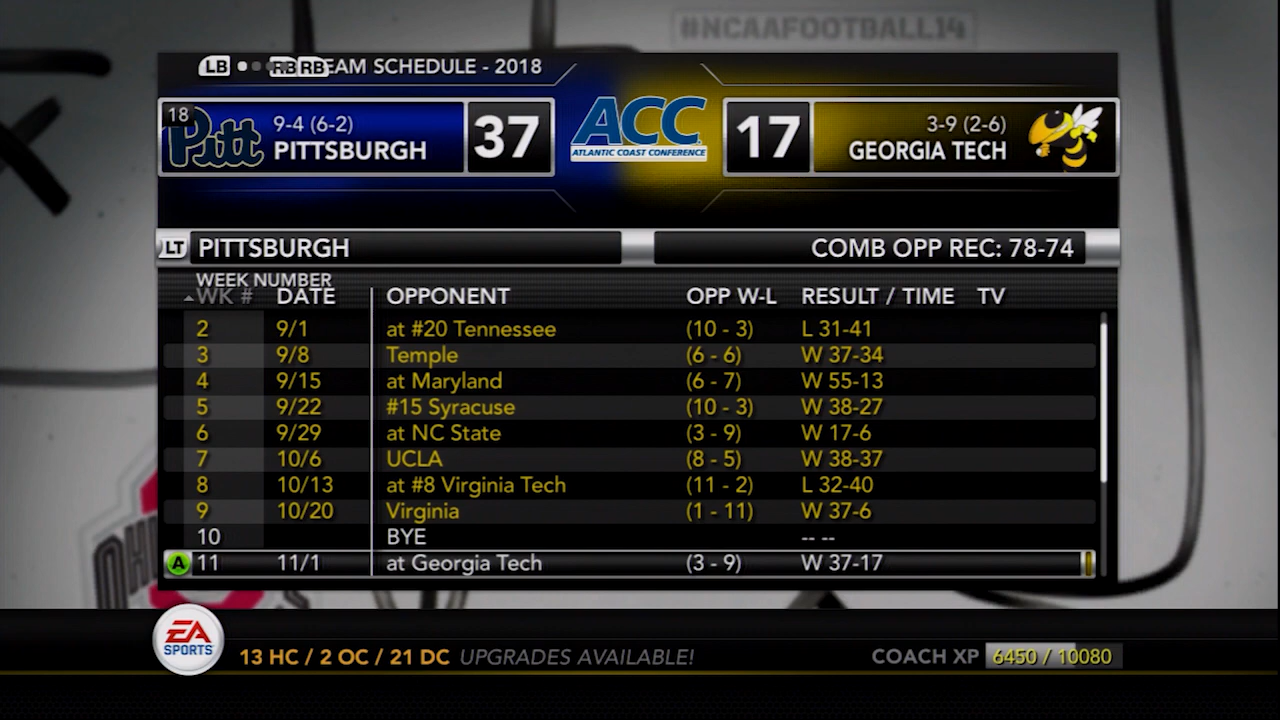 #NCAAFOOTBALL14
LB RB RB EAM SCHEDULE - 2018
18 Pitt 9-4 (6-2) PITTSBURGH 37
ACC
ATLANTIC COAST CONFERENCE
17 3-9 (2-6) GEORGIA TECH
LT PITTSBURGH COMB OPP REC: 78-74
WEEK NUMBER
WK # DATE OPPONENT OPP W-L RESULT / TIME TV
2 9/1 at #20 Tennessee (10 - 3) L 31-41
3 9/8 Temple (6 - 6) W 37-34
4 9/15 at Maryland (6 - 7) W 55-13
5 9/22 #15 Syracuse (10 - 3) W 38-27
6 9/29 at NC State (3 - 9) W 17-6
7 10/6 UCLA (8 - 5) W 38-37
8 10/13 at #8 Virginia Tech (11 - 2) L 32-40
9 10/20 Virginia (1 - 11) W 37-6
10 BYE -- --
A 11 11/1 at Georgia Tech (3 - 9) W 37-17
EA SPORTS
13 HC / 2 OC / 21 DC UPGRADES AVAILABLE! COACH XP 6450 / 10080